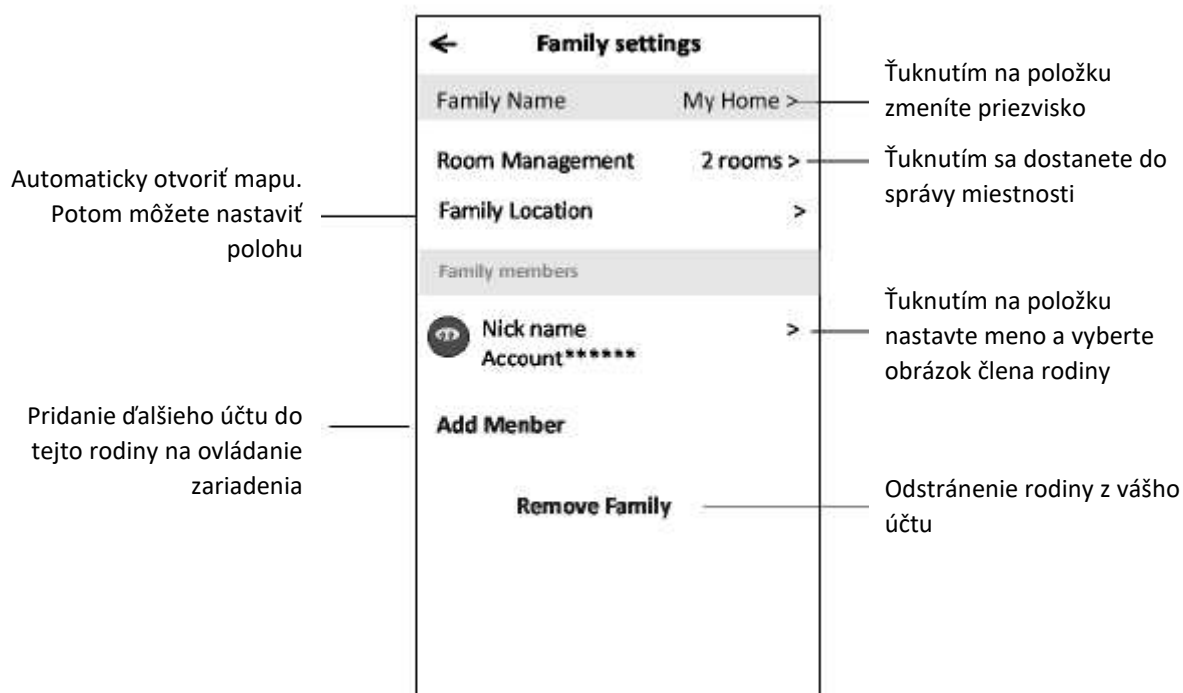 ← Family settings
Family Name My Home >
Room Management 2 rooms >
Family Location >
Family members
Nick name >
Account******
Add Menber
Remove Family
Automaticky otvoriť mapu.
Potom môžete nastaviť
polohu
Pridanie ďalšieho účtu do
tejto rodiny na ovládanie
zariadenia
Ťuknutím na položku
zmeníte priezvisko
Ťuknutím sa dostanete do
správy miestnosti
Ťuknutím na položku
nastavte meno a vyberte
obrázok člena rodiny
Odstránenie rodiny z vášho
účtu